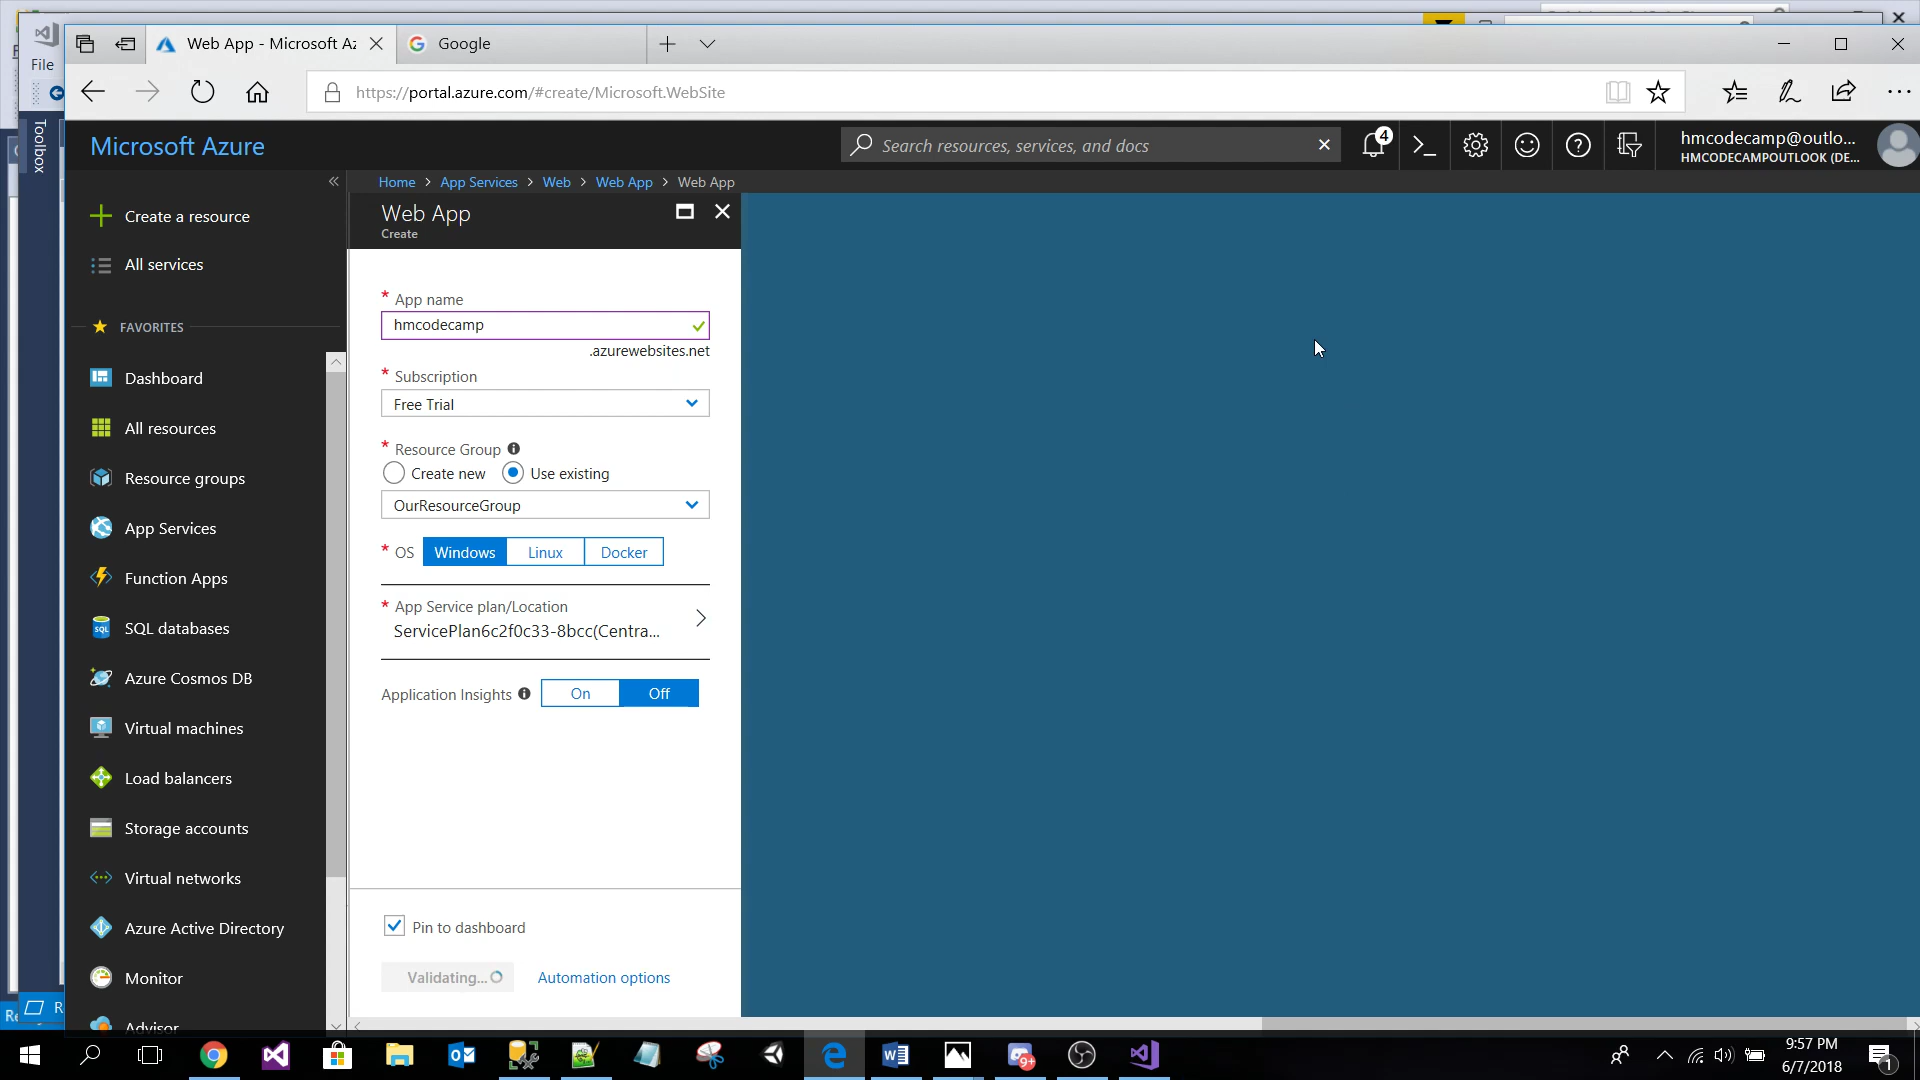 File
Toolbox
Web App - Microsoft Az
Google
https://portal.azure.com/#create/Microsoft.WebSite
Microsoft Azure
Search resources, services, and docs
4
hmcodecamp@outlo...
HMCODECAMPOUTLOOK (DE...
Home > App Services > Web > Web App > Web App
Web App
Create
Create a resource
All services
FAVORITES
Dashboard
All resources
Resource groups
App Services
Function Apps
SQL
SQL databases
Azure Cosmos DB
Virtual machines
Load balancers
Storage accounts
Virtual networks
Azure Active Directory
Monitor
Advisor
* App name
hmcodecamp
.azurewebsites.net
* Subscription
Free Trial
* Resource Group
Create new Use existing
OurResourceGroup
* OS Windows Linux Docker
* App Service plan/Location
ServicePlan6c2f0c33-8bcc(Centra...
Application Insights On Off
Pin to dashboard
Validating... Automation options
9+
9:57 PM
6/7/2018
1